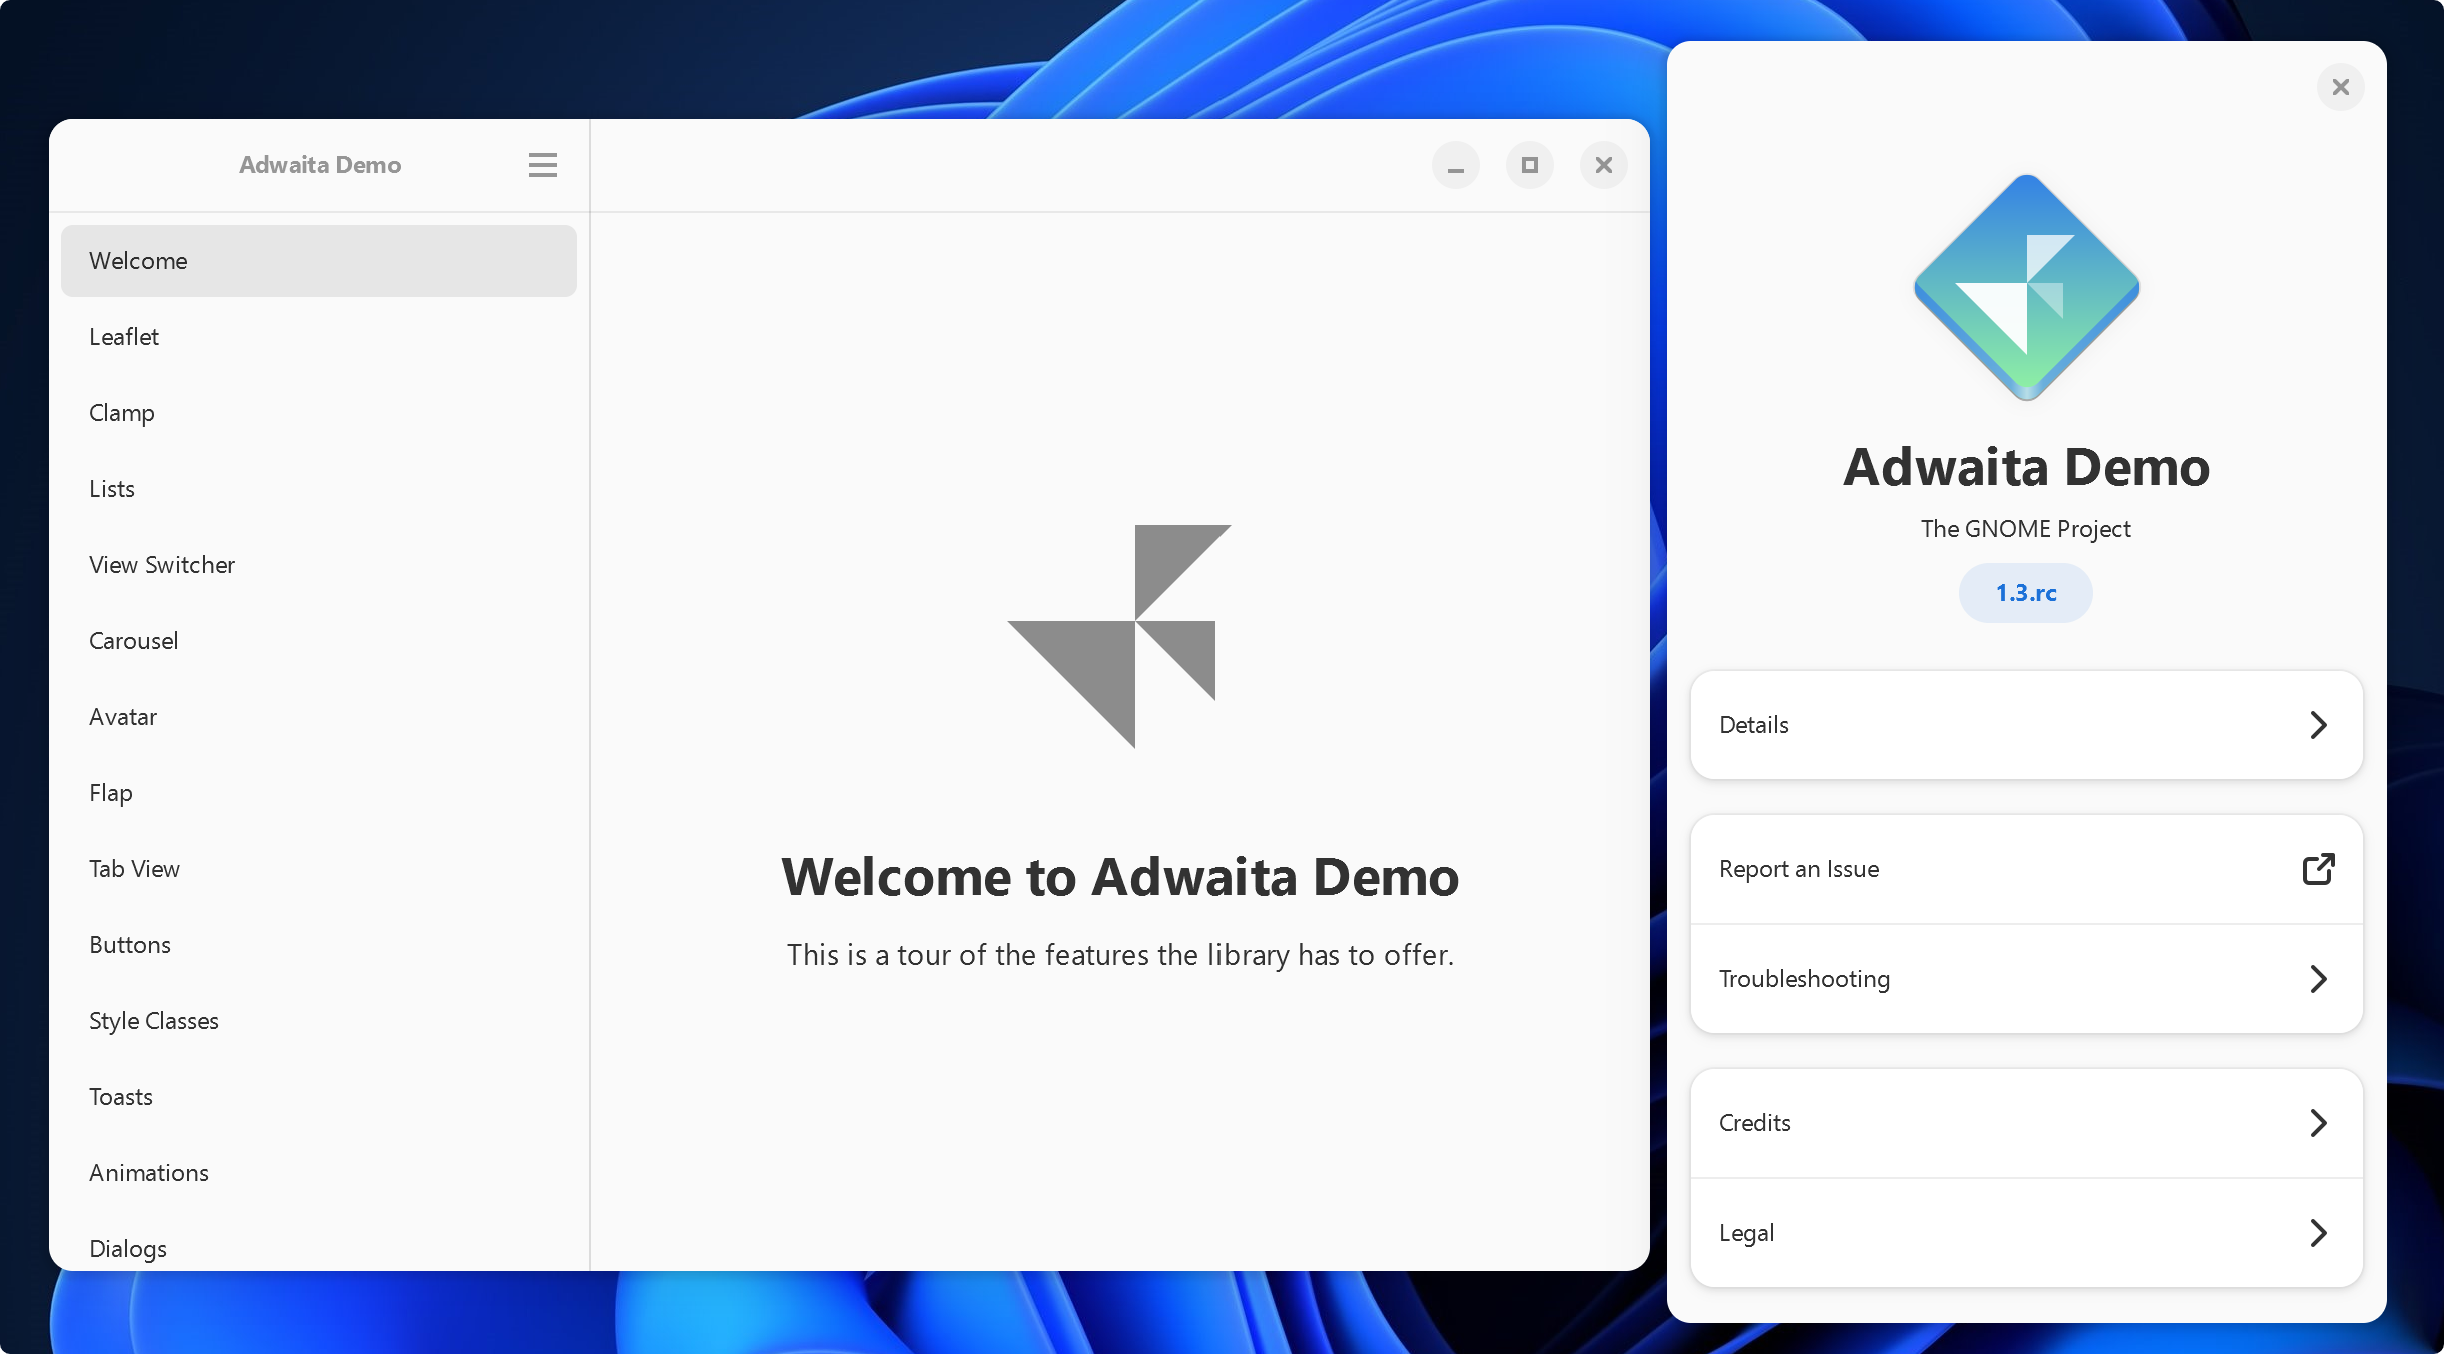 Adwaita Demo
Welcome
Leaflet
Clamp
Lists
View Switcher
Carousel
Avatar
Flap
Tab View
Buttons
Style Classes
Toasts
Animations
Dialogs
Welcome to Adwaita Demo
This is a tour of the features the library has to offer.
Adwaita Demo
The GNOME Project
1.3.rc
Details
Report an Issue
Troubleshooting
Credits
Legal